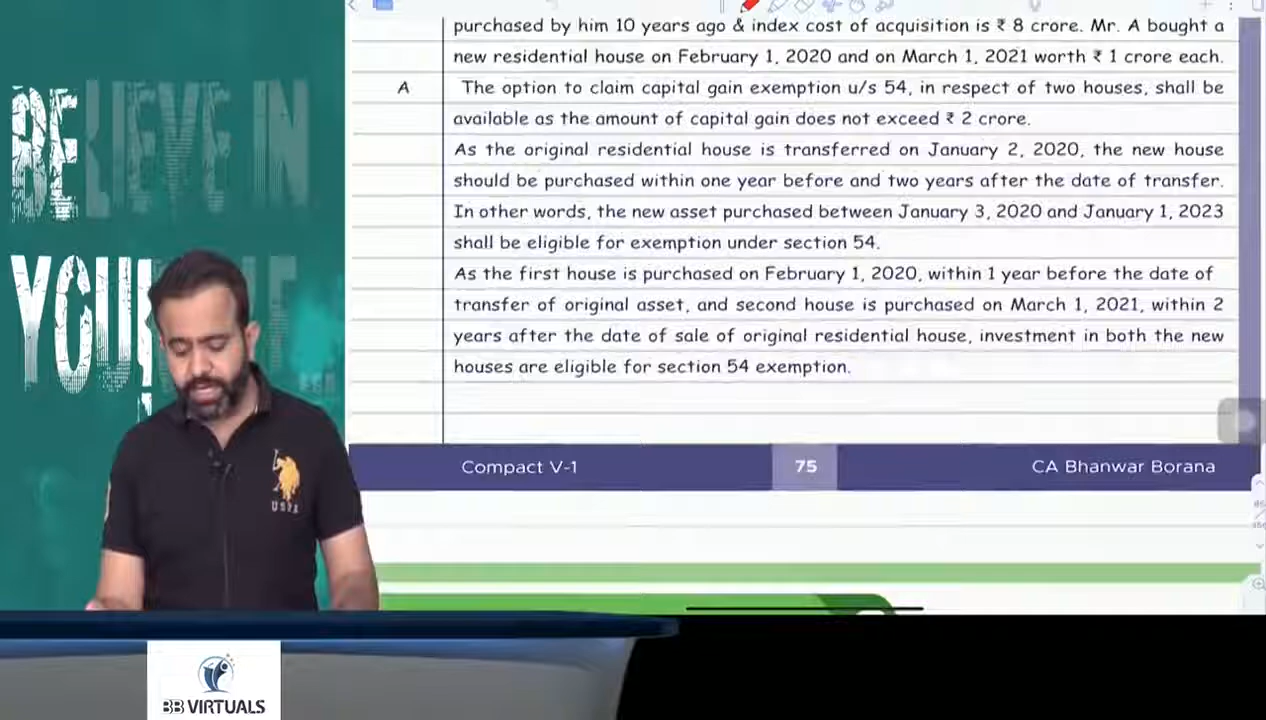 BELIEVE IN
YOU
purchased by him 10 years ago & index cost of acquisition is ₹ 8 crore. Mr. A bought a
new residential house on February 1, 2020 and on March 1, 2021 worth ₹ 1 crore each.
A The option to claim capital gain exemption u/s 54, in respect of two houses, shall be
available as the amount of capital gain does not exceed ₹ 2 crore.
As the original residential house is transferred on January 2, 2020, the new house
should be purchased within one year before and two years after the date of transfer.
In other words, the new asset purchased between January 3, 2020 and January 1, 2023
shall be eligible for exemption under section 54.
As the first house is purchased on February 1, 2020, within 1 year before the date of
transfer of original asset, and second house is purchased on March 1, 2021, within 2
years after the date of sale of original residential house, investment in both the new
houses are eligible for section 54 exemption.
Compact V-1 75 CA Bhanwar Borana
USPA
BB VIRTUALS